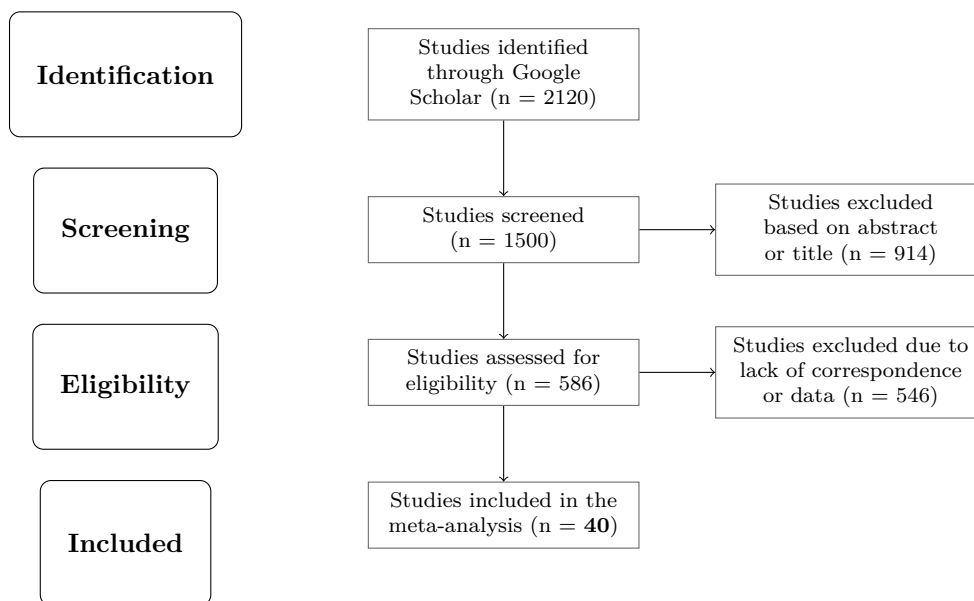 Identification
Studies identified
through Google
Scholar (n = 2120)
Screening
Studies screened
(n = 1500)
Studies excluded
based on abstract
or title (n = 914)
Eligibility
Studies assessed for
eligibility (n = 586)
Studies excluded due to
lack of correspondence
or data (n = 546)
Included
Studies included in the
meta-analysis (n = 40)